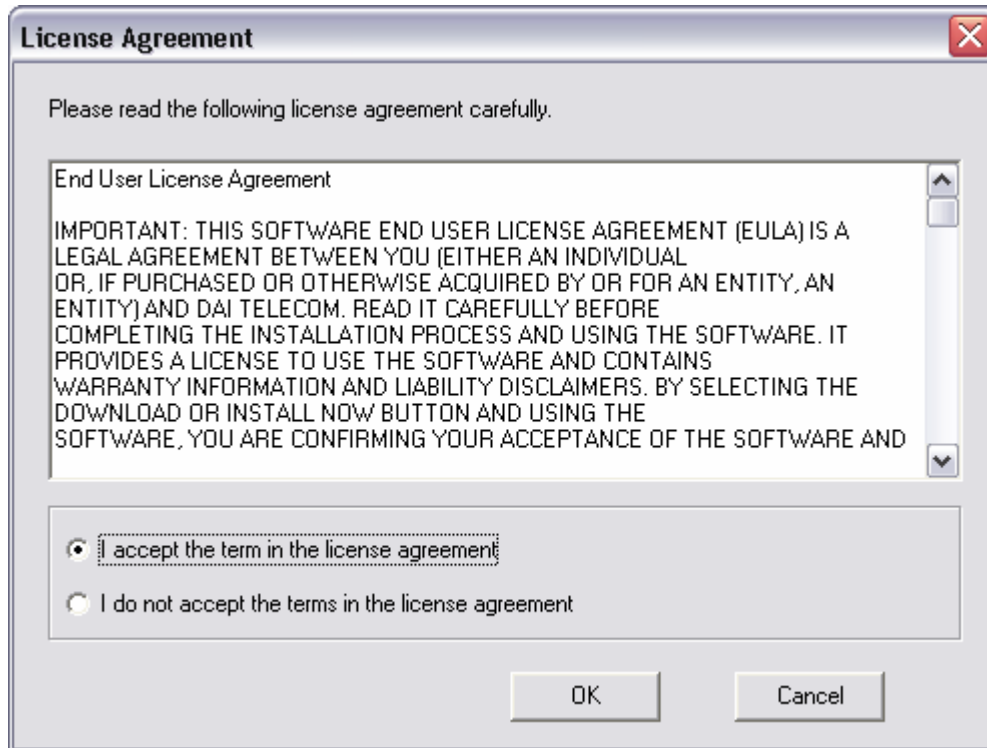 License Agreement
Please read the following license agreement carefully.
End User License Agreement
IMPORTANT: THIS SOFTWARE END USER LICENSE AGREEMENT (EULA) IS A
LEGAL AGREEMENT BETWEEN YOU (EITHER AN INDIVIDUAL
OR, IF PURCHASED OR OTHERWISE ACQUIRED BY OR FOR AN ENTITY, AN
ENTITY) AND DAI TELECOM. READ IT CAREFULLY BEFORE
COMPLETING THE INSTALLATION PROCESS AND USING THE SOFTWARE. IT
PROVIDES A LICENSE TO USE THE SOFTWARE AND CONTAINS
WARRANTY INFORMATION AND LIABILITY DISCLAIMERS. BY SELECTING THE
DOWNLOAD OR INSTALL NOW BUTTON AND USING THE
SOFTWARE, YOU ARE CONFIRMING YOUR ACCEPTANCE OF THE SOFTWARE AND
I accept the term in the license agreement
I do not accept the terms in the license agreement
OK Cancel